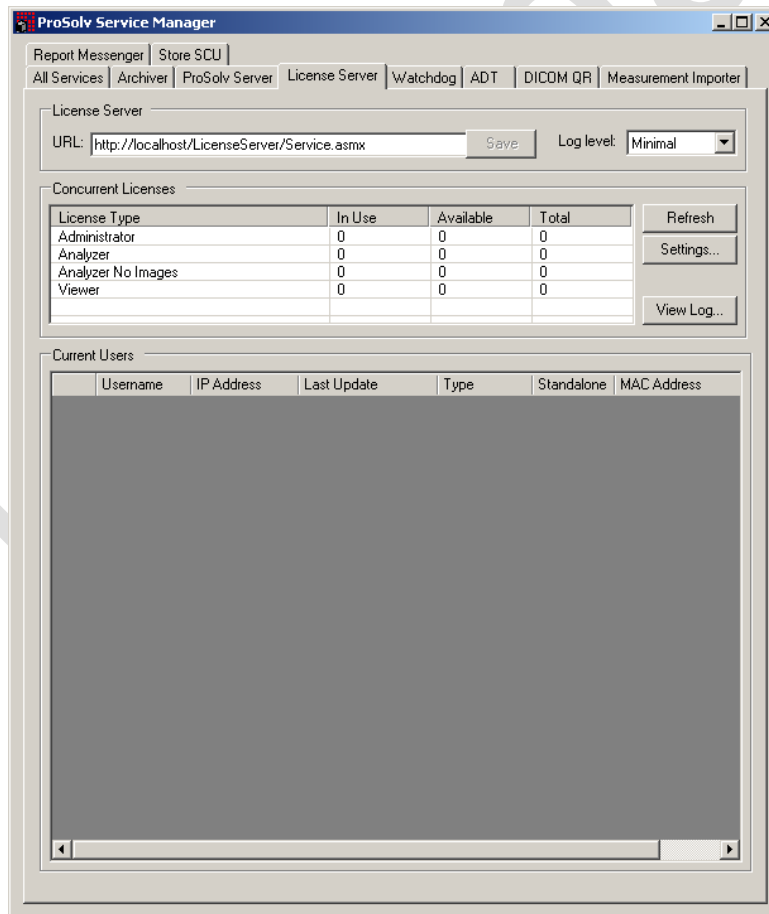 ProSolv Service Manager
Report Messenger Store SCU
All Services Archiver ProSolv Server License Server Watchdog ADT DICOM QR Measurement Importer
License Server
URL: http://localhost/LicenseServer/Service.asmx Save Log level: Minimal
Concurrent Licenses
License Type In Use Available Total Refresh
Administrator 0 0 0
Analyzer 0 0 0 Settings...
Analyzer No Images 0 0 0
Viewer 0 0 0
View Log...
Current Users
Username IP Address Last Update Type Standalone MAC Address